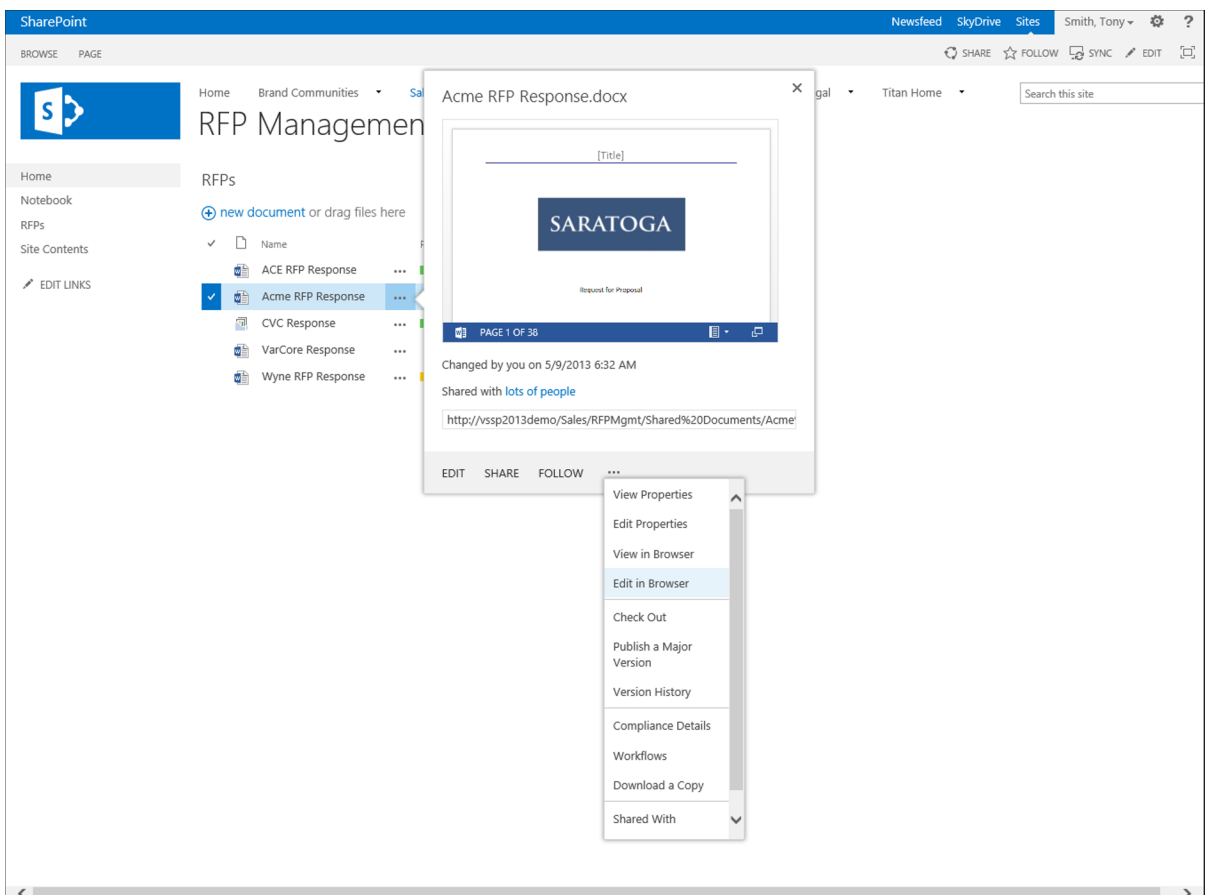 SharePoint
Newsfeed SkyDrive Sites Smith, Tony ?
BROWSE PAGE
SHARE FOLLOW SYNC EDIT
S
Home Brand Communities Sal
gal Titan Home
Search this site
RFP Managemen
Home
Notebook
RFPs
Site Contents
EDIT LINKS
RFPs
new document or drag files here
Name
ACE RFP Response ...
Acme RFP Response ...
CVC Response ...
VarCore Response ...
Wyne RFP Response ...
Acme RFP Response.docx
[Title]
SARATOGA
Request for Proposal
PAGE 1 OF 38
Changed by you on 5/9/2013 6:32 AM
Shared with lots of people
http://vssp2013demo/Sales/RFPMgmt/Shared%20Documents/Acme
EDIT SHARE FOLLOW ...
View Properties
Edit Properties
View in Browser
Edit in Browser
Check Out
Publish a Major
Version
Version History
Compliance Details
Workflows
Download a Copy
Shared With